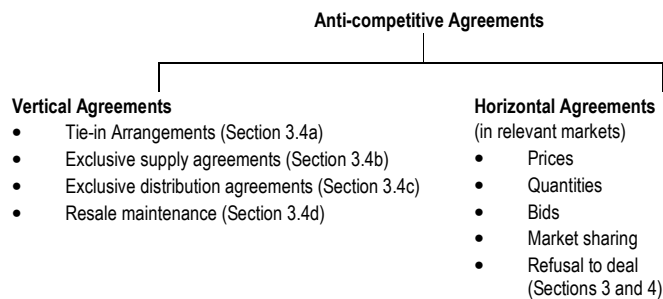 Anti-competitive Agreements
Vertical Agreements
• Tie-in Arrangements (Section 3.4a)
• Exclusive supply agreements (Section 3.4b)
• Exclusive distribution agreements (Section 3.4c)
• Resale maintenance (Section 3.4d)
Horizontal Agreements
(in relevant markets)
• Prices
• Quantities
• Bids
• Market sharing
• Refusal to deal
(Sections 3 and 4)